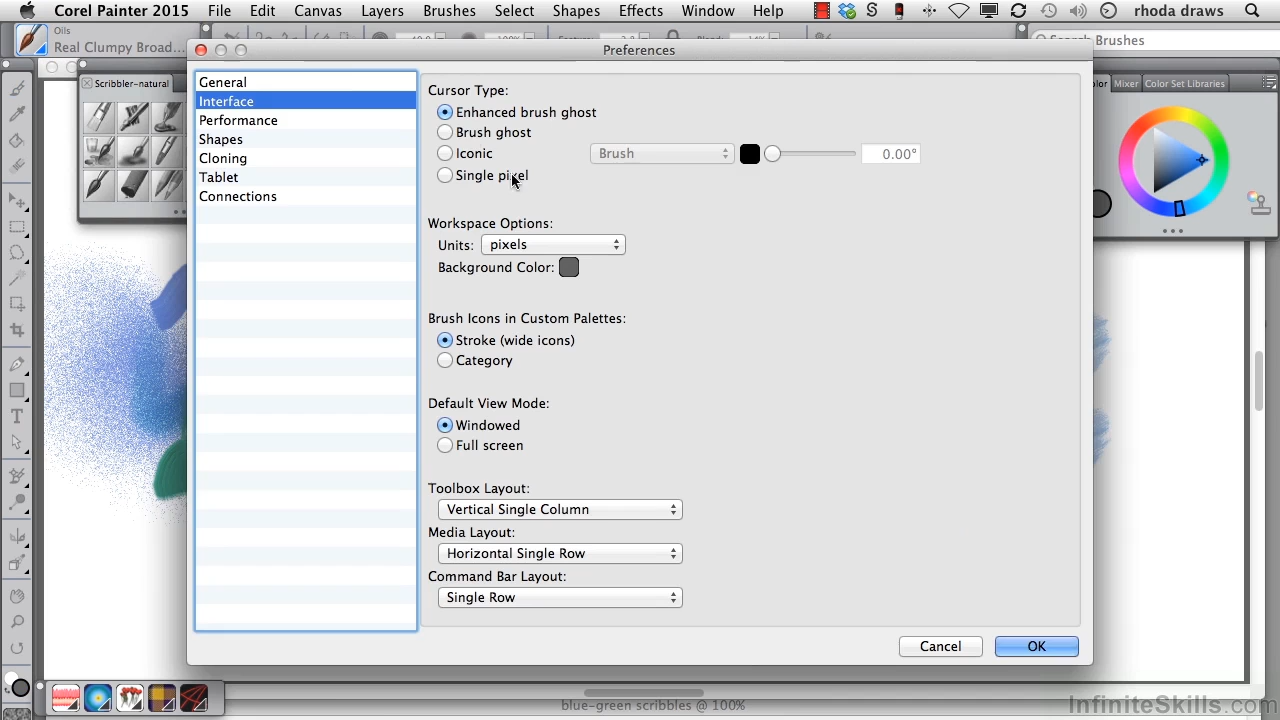 Corel Painter 2015 File Edit Canvas Layers Brushes Select Shapes Effects Window Help rhoda draws
Oils
Real Clumpy Broad...
Search Brushes
Preferences
Scribbler-natural
Mixer Color Set Libraries
General
Interface
Performance
Shapes
Cloning
Tablet
Connections
Cursor Type:
Enhanced brush ghost
Brush ghost
Iconic Brush 0.00°
Single pixel
Workspace Options:
Units: pixels
Background Color:
Brush Icons in Custom Palettes:
Stroke (wide icons)
Category
Default View Mode:
Windowed
Full screen
Toolbox Layout:
Vertical Single Column
Media Layout:
Horizontal Single Row
Command Bar Layout:
Single Row
Cancel OK
blue-green scribbles @ 100%
InfiniteSkills.com